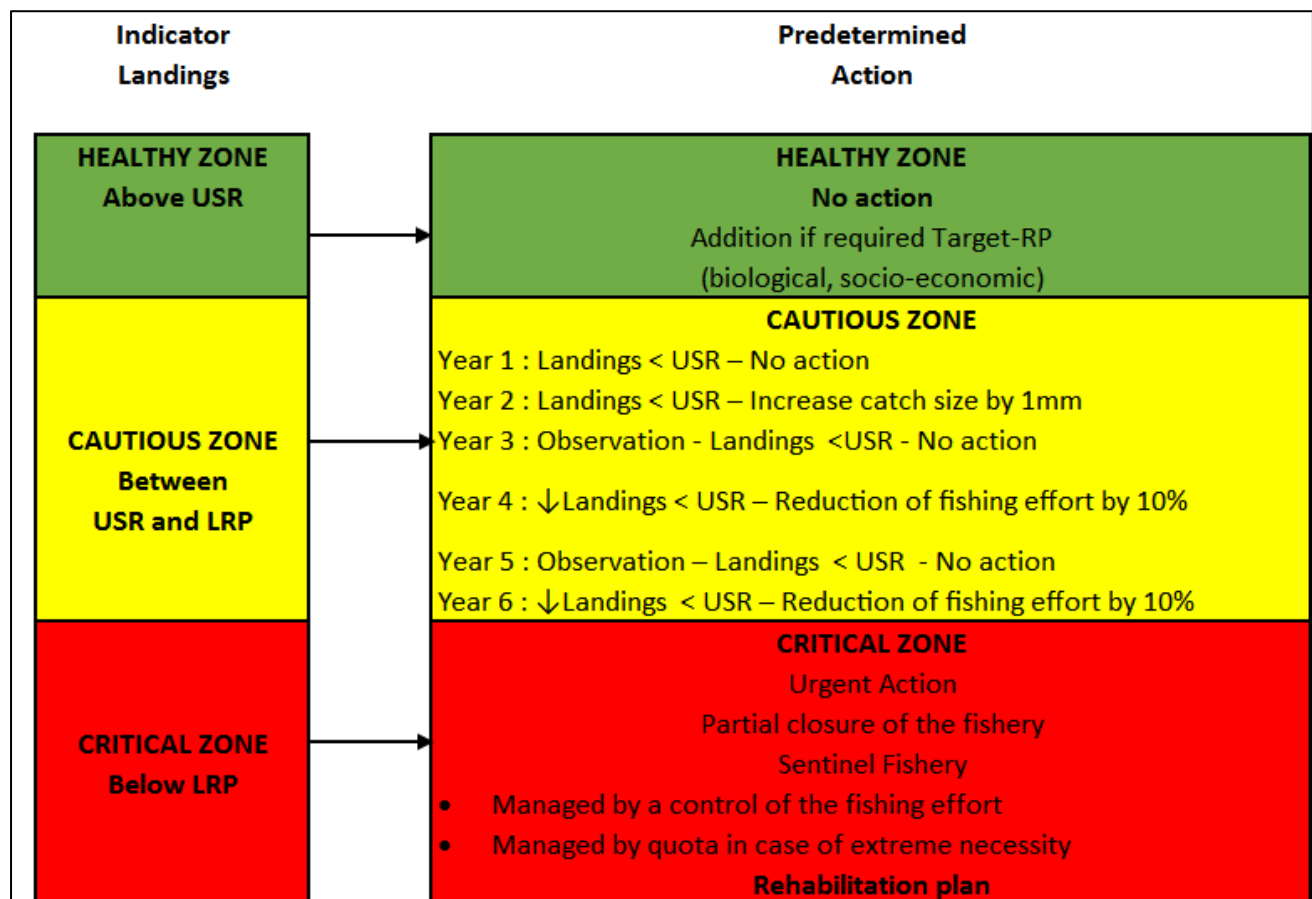 Indicator
Landings
Predetermined
Action
HEALTHY ZONE
Above USR
HEALTHY ZONE
No action
Addition if required Target-RP
(biological, socio-economic)
CAUTIOUS ZONE
Between
USR and LRP
CAUTIOUS ZONE
Year 1 : Landings < USR – No action
Year 2 : Landings < USR – Increase catch size by 1mm
Year 3 : Observation - Landings <USR - No action
Year 4 : ↓Landings < USR – Reduction of fishing effort by 10%
Year 5 : Observation – Landings < USR - No action
Year 6 : ↓Landings < USR – Reduction of fishing effort by 10%
CRITICAL ZONE
Below LRP
CRITICAL ZONE
Urgent Action
Partial closure of the fishery
Sentinel Fishery
• Managed by a control of the fishing effort
• Managed by quota in case of extreme necessity
Rehabilitation plan